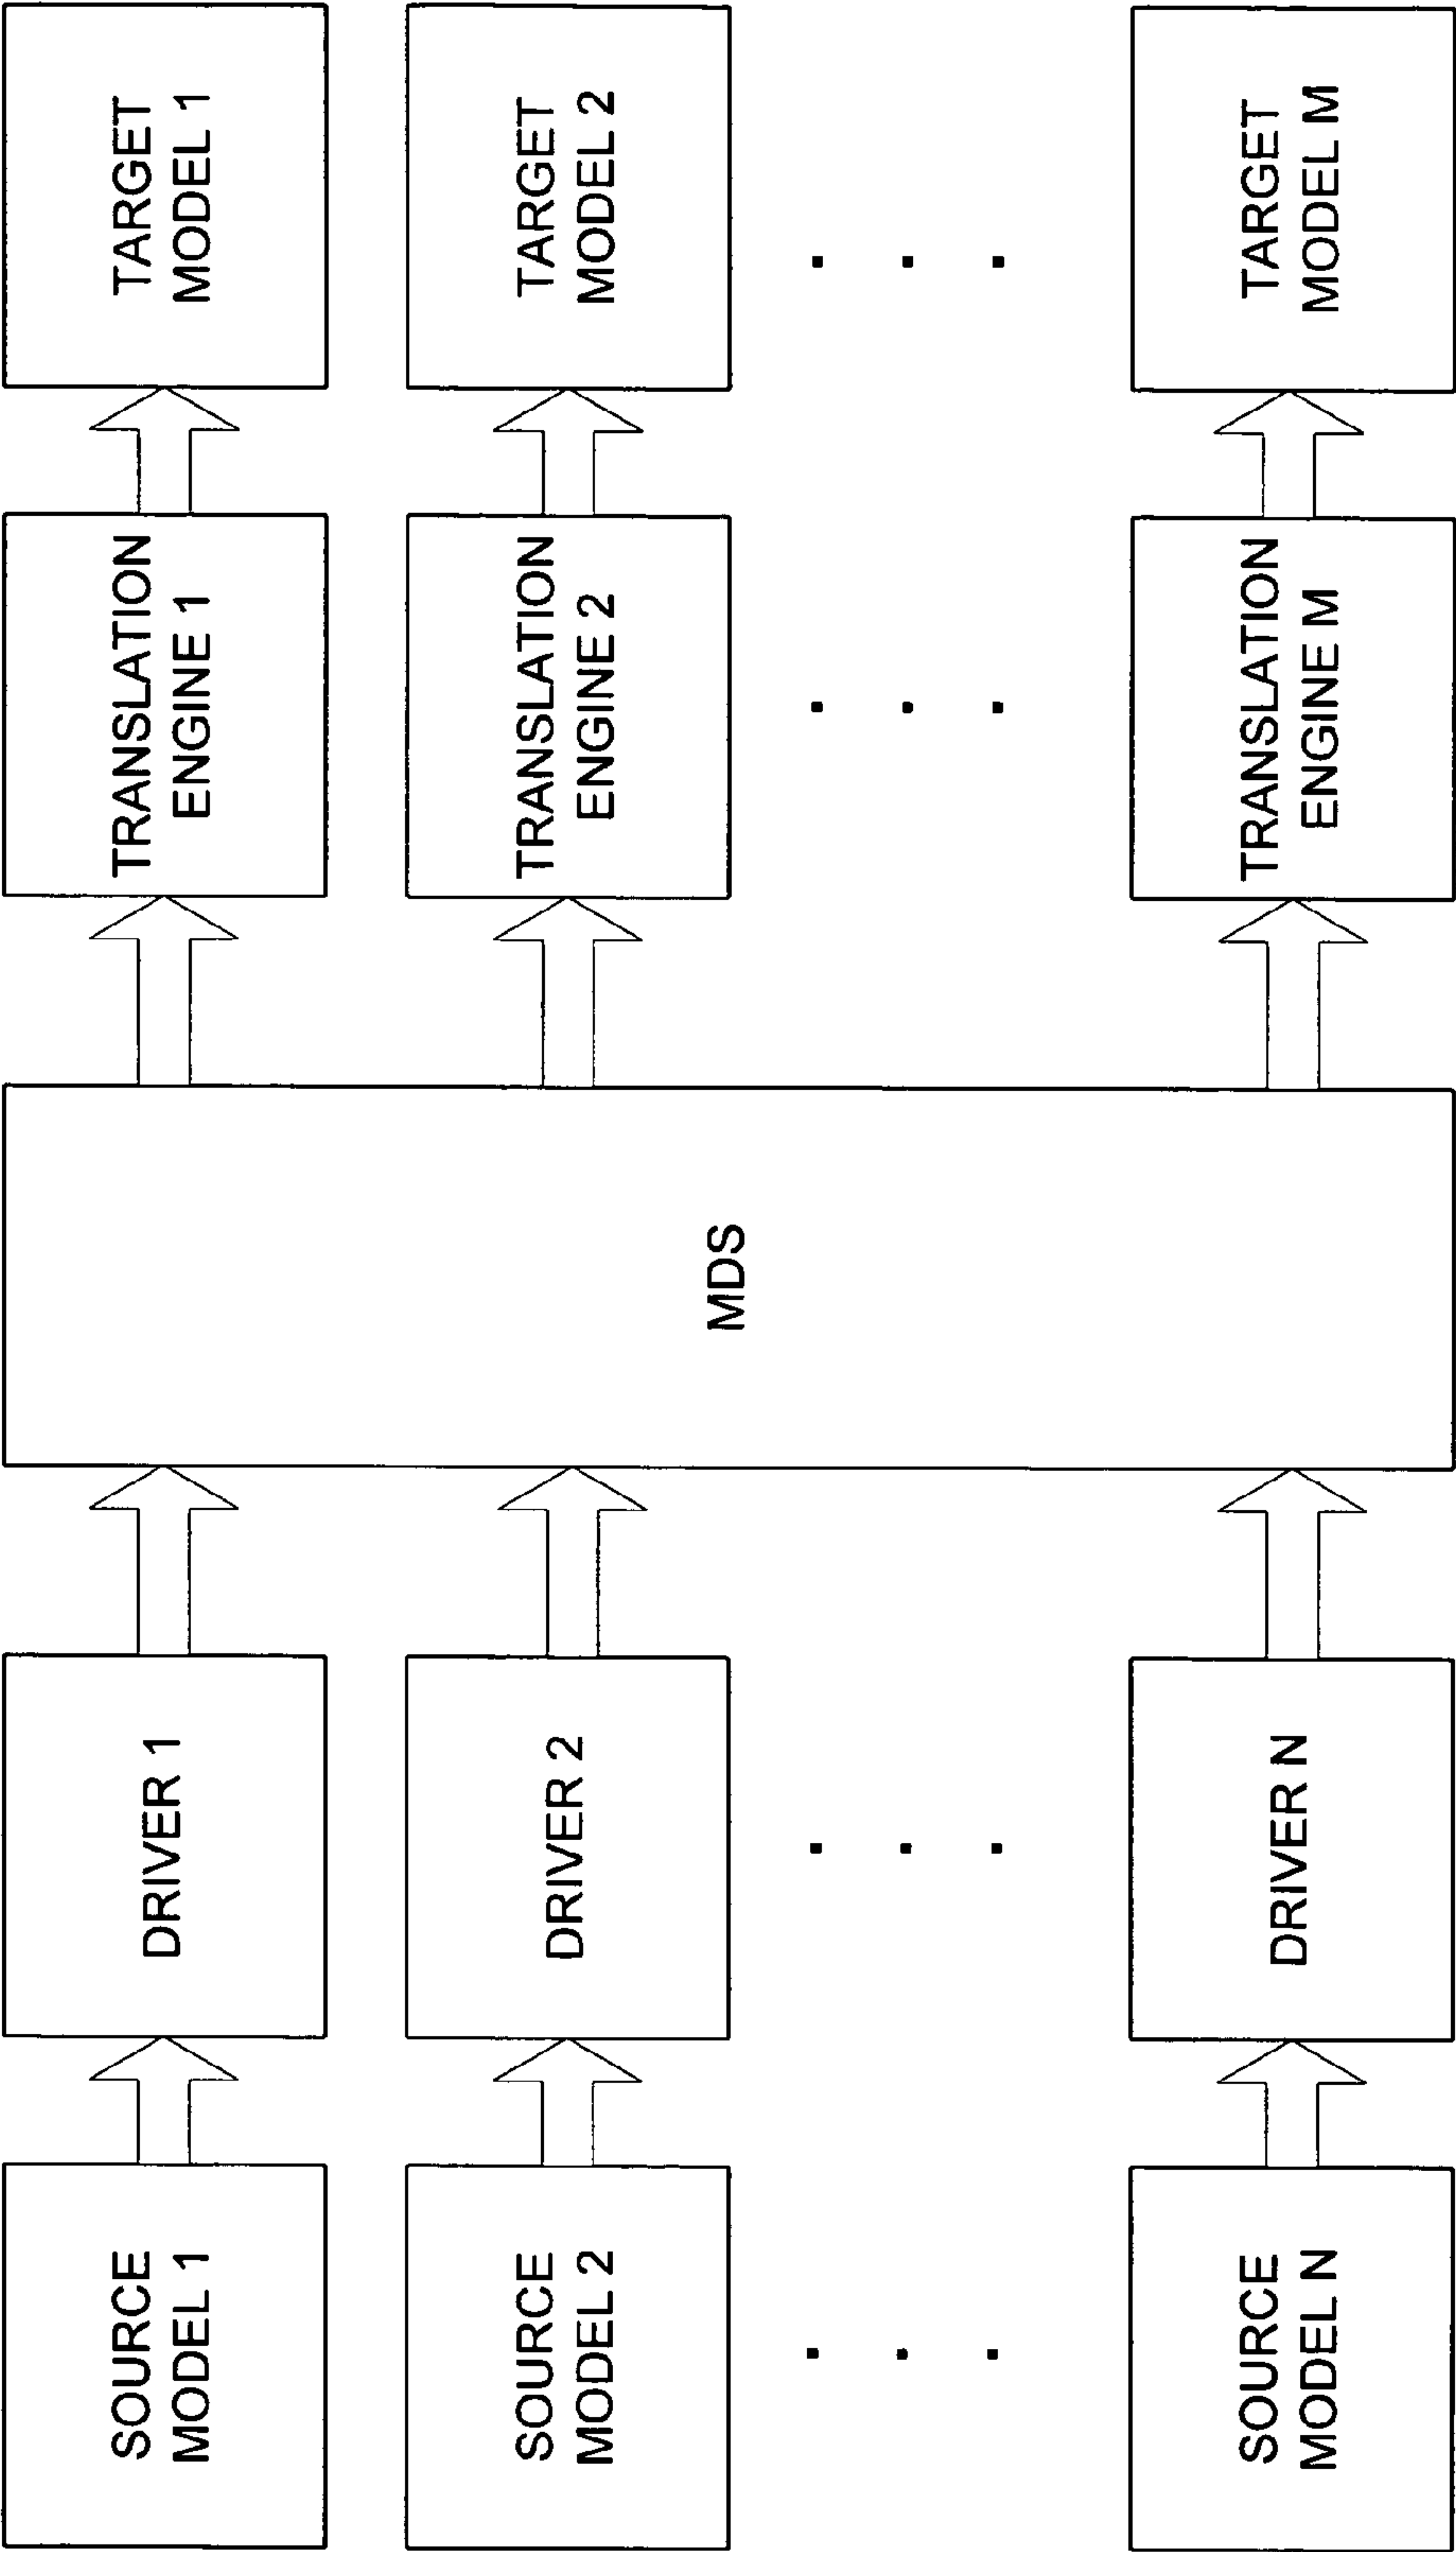 SOURCE
MODEL 1
DRIVER 1
MDS
TRANSLATION
ENGINE 1
TARGET
MODEL 1
SOURCE
MODEL 2
DRIVER 2
TRANSLATION
ENGINE 2
TARGET
MODEL 2
SOURCE
MODEL N
DRIVER N
TRANSLATION
ENGINE M
TARGET
MODEL M